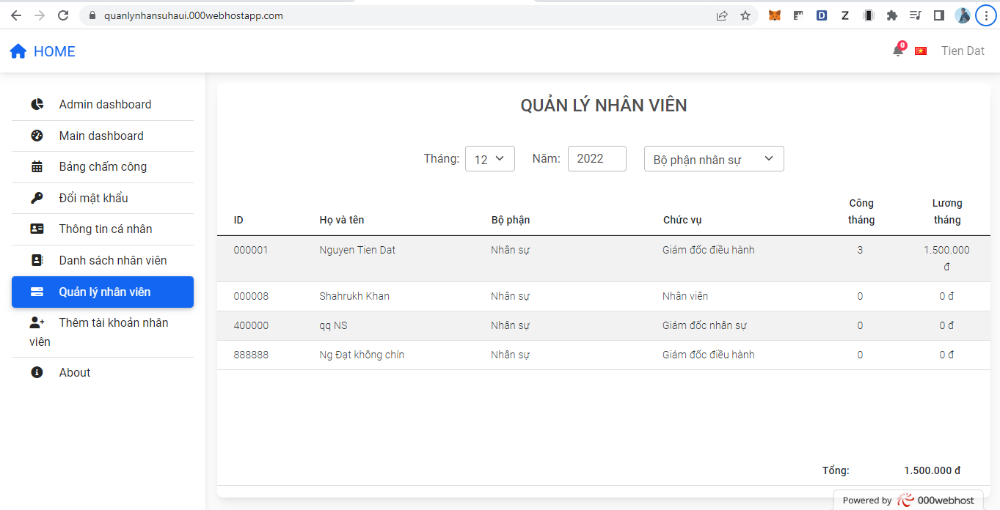 quanlynhansuhaui.000webhostapp.com
D
Z
HOME
0
Tien Dat
Admin dashboard
Main dashboard
Bảng chấm công
Đổi mật khẩu
Thông tin cá nhân
Danh sách nhân viên
Quản lý nhân viên
Thêm tài khoản nhân
viên
About
QUẢN LÝ NHÂN VIÊN
Tháng: 12 Năm: 2022 Bộ phận nhân sự
ID Họ và tên Bộ phận Chức vụ Công tháng Lương tháng
000001 Nguyen Tien Dat Nhân sự Giám đốc điều hành 3 1.500.000
đ
000008 Shahrukh Khan Nhân sự Nhân viên 0 0 đ
400000 qq NS Nhân sự Giám đốc nhân sự 0 0 đ
888888 Ng Đạt không chín Nhân sự Giám đốc điều hành 0 0 đ
Tổng: 1.500.000 đ
Powered by 000webhost